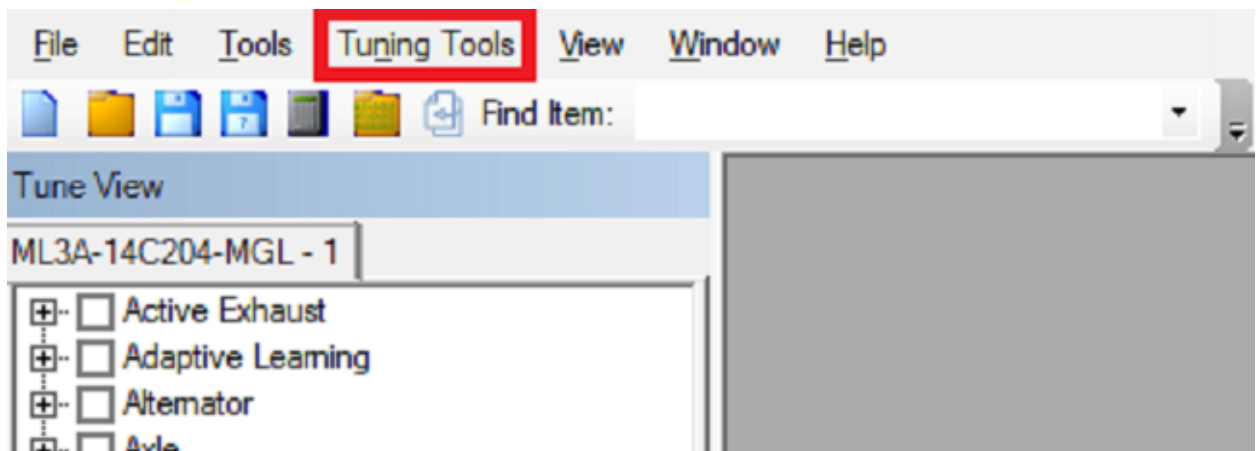 File Edit Tools Tuning Tools View Window Help
Find Item:
Tune View
ML3A-14C204-MGL - 1
Active Exhaust
Adaptive Learning
Alternator
Axle